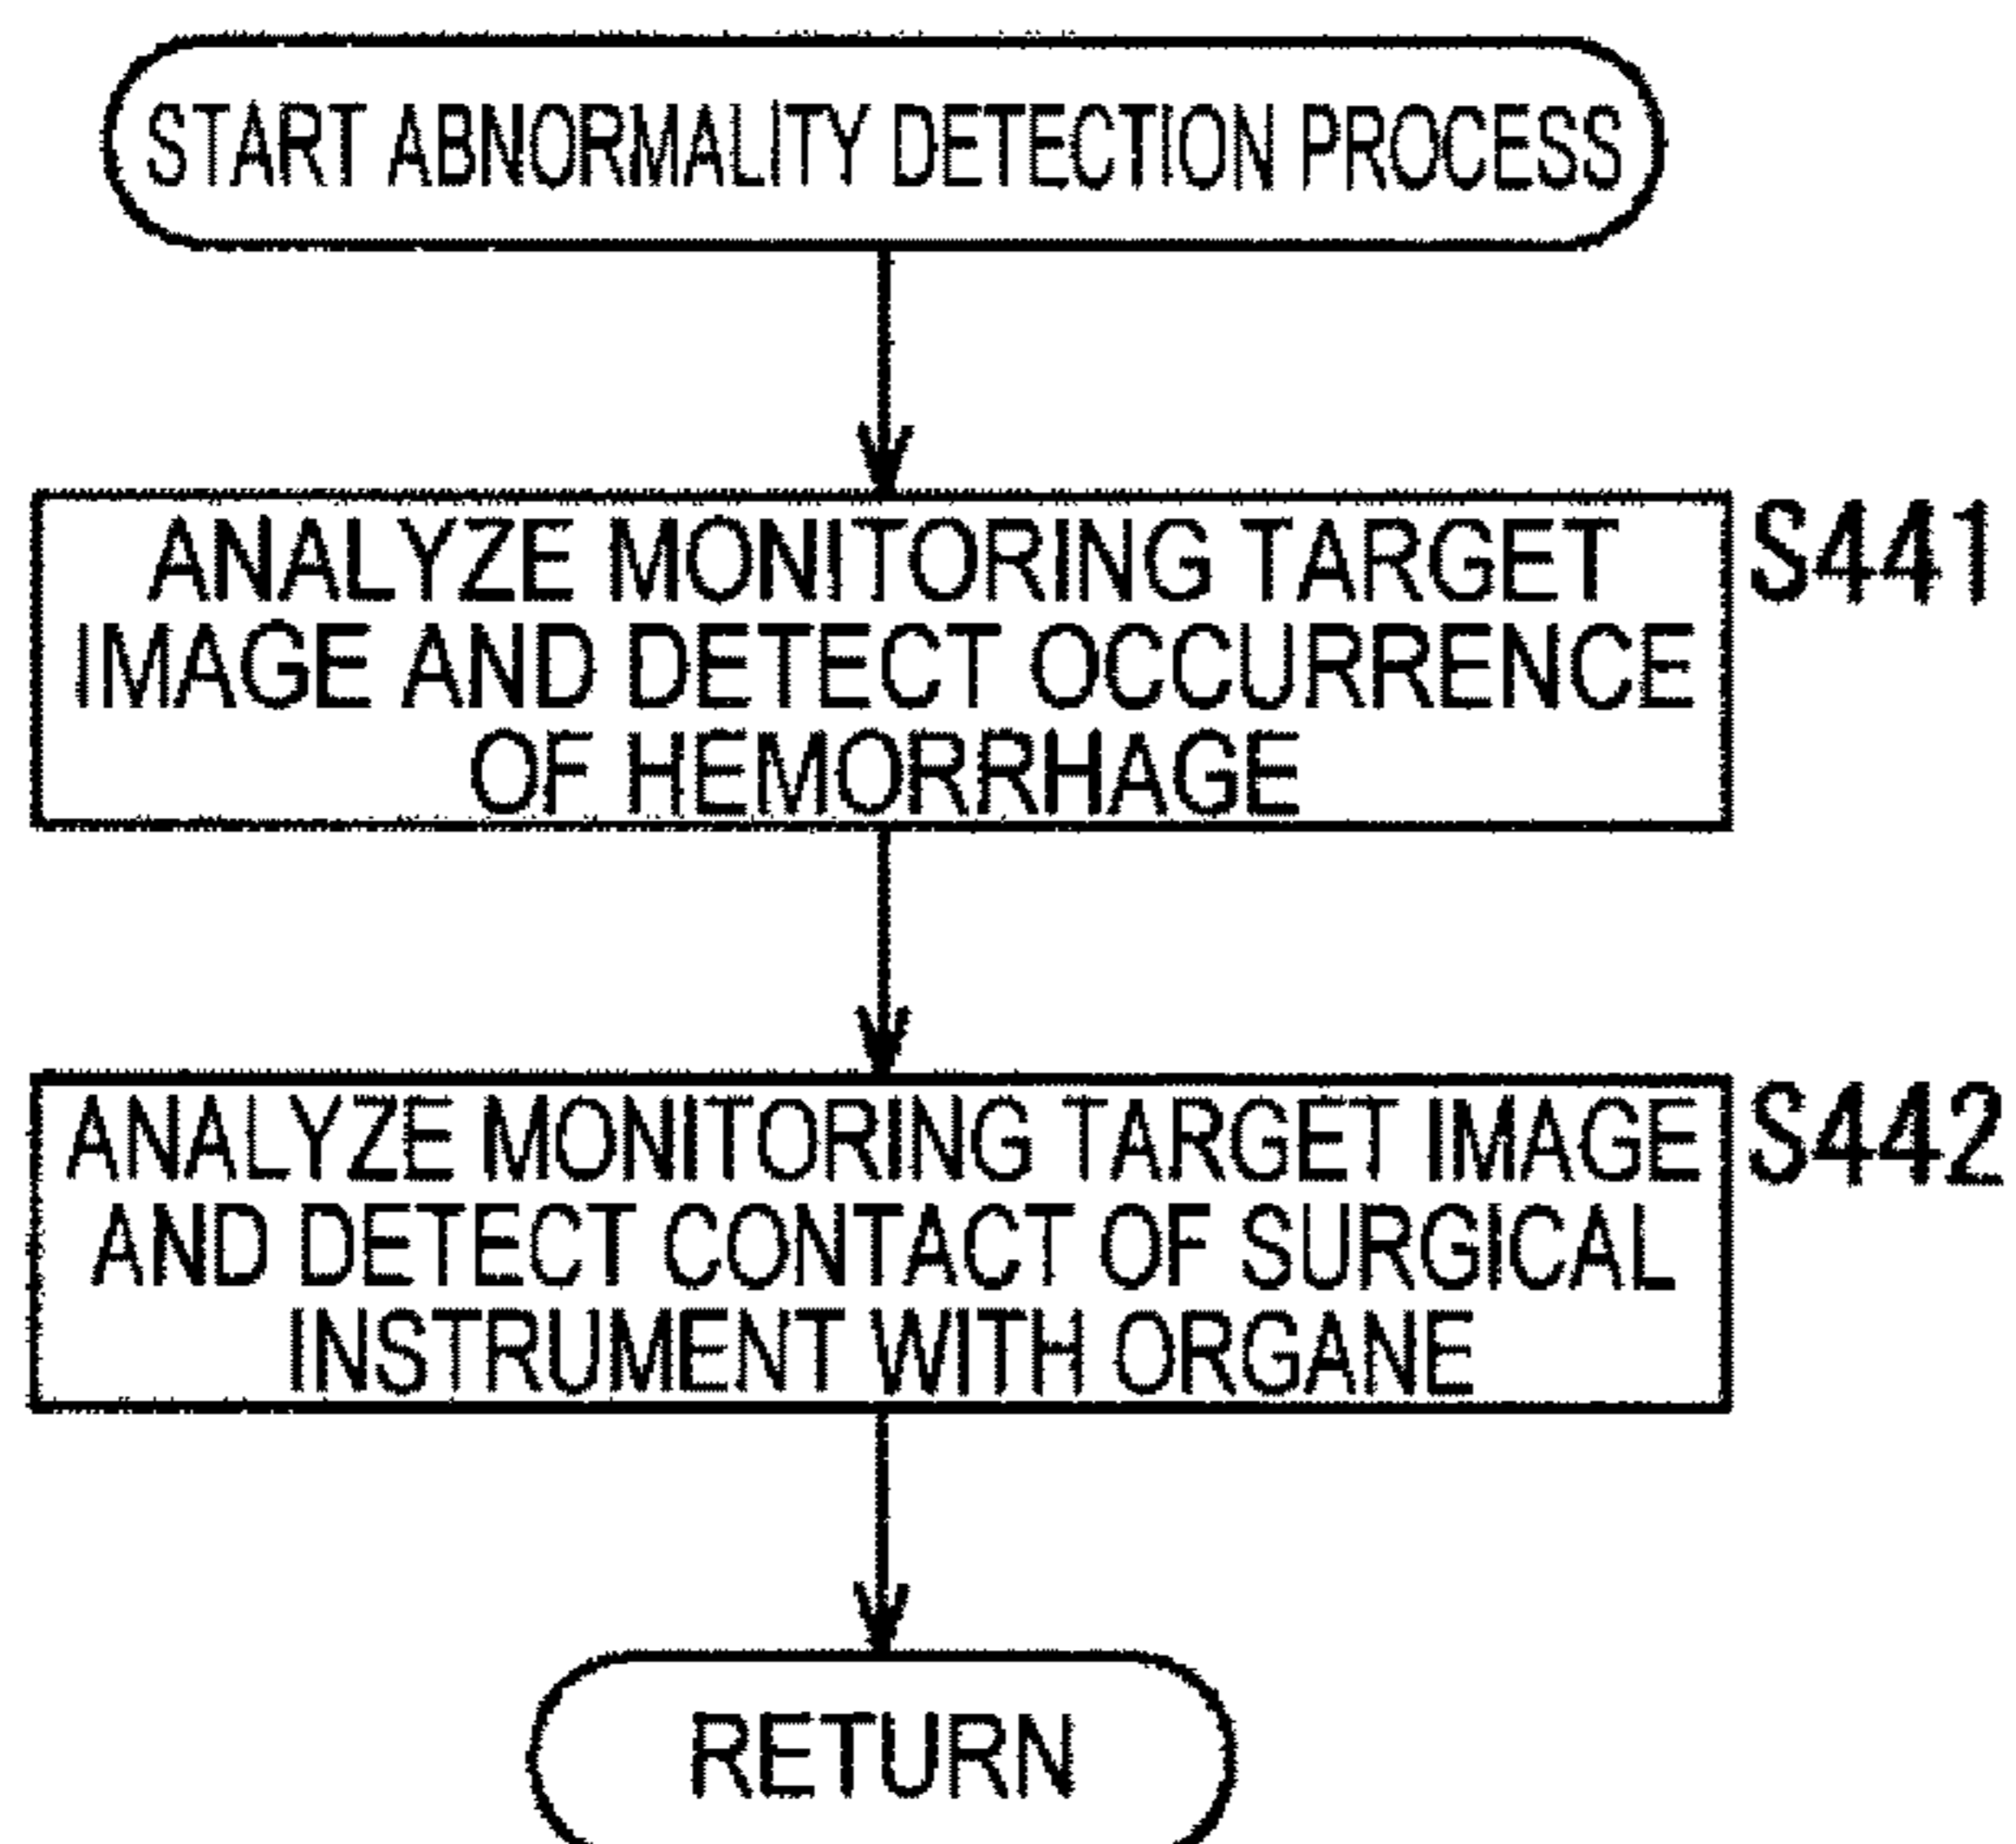 START ABNORMALITY DETECTION PROCESS
ANALYZE MONITORING TARGET
IMAGE AND DETECT OCCURRENCE
OF HEMORRHAGE
S441
ANALYZE MONITORING TARGET IMAGE
AND DETECT CONTACT OF SURGICAL
INSTRUMENT WITH ORGANE
S442
RETURN